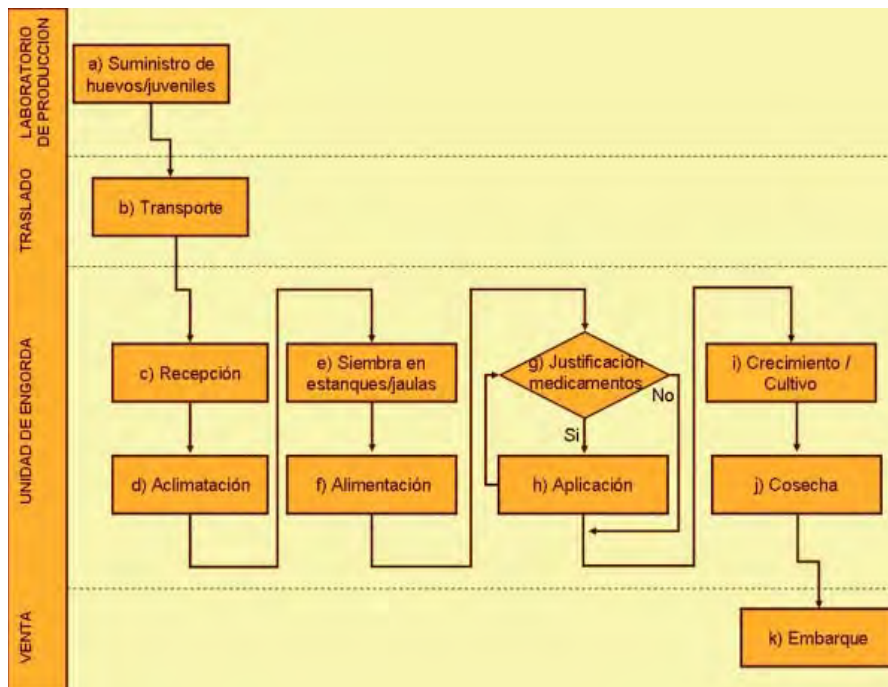 LABORATORIO
DE PRODUCCION
a) Suministro de
huevos/juveniles
TRASLADO
b) Transporte
UNIDAD DE ENGORDA
c) Recepción
d) Aclimatación
e) Siembra en
estanques/jaulas
f) Alimentación
g) Justificación
medicamentos
No
Si
h) Aplicación
i) Crecimiento /
Cultivo
j) Cosecha
VENTA
k) Embarque